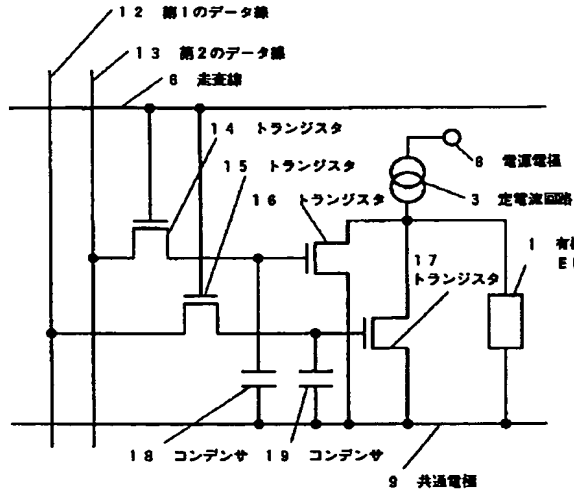 12 第1のデータ線
13 第2のデータ線
6 走査線
14 トランジスタ
15 トランジスタ
16 トランジスタ
8 電源電極
3 定電流回路
1 有機
17
トランジスタ
18 コンデンサ
19 コンデンサ
9 共通電極